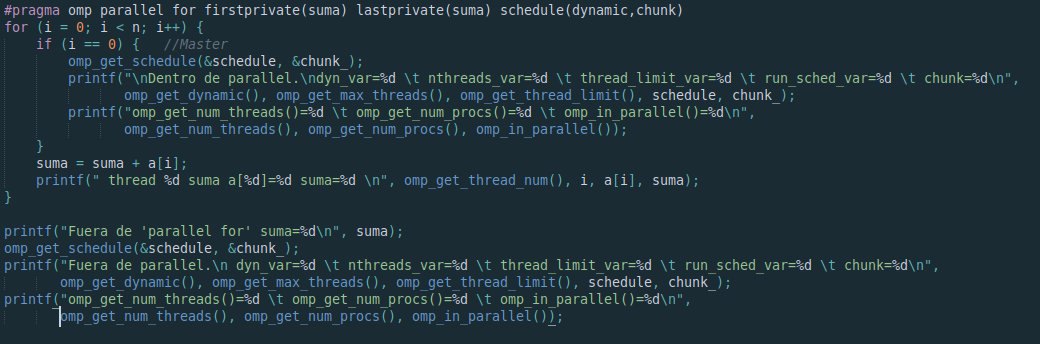 #pragma omp parallel for firstprivate(suma) lastprivate(suma) schedule(dynamic,chunk)
for (i = 0; i < n; i++) {
    if (i == 0) {   //Master
        omp_get_schedule(&schedule, &chunk_);
        printf("\nDentro de parallel.\ndyn_var=%d \t nthreads_var=%d \t thread_limit_var=%d \t run_sched_var=%d \t chunk=%d\n",
               omp_get_dynamic(), omp_get_max_threads(), omp_get_thread_limit(), schedule, chunk_);
        printf("omp_get_num_threads()=%d \t omp_get_num_procs()=%d \t omp_in_parallel()=%d\n",
               omp_get_num_threads(), omp_get_num_procs(), omp_in_parallel());
    }
    suma = suma + a[i];
    printf(" thread %d suma a[%d]=%d suma=%d \n", omp_get_thread_num(), i, a[i], suma);
}
printf("Fuera de 'parallel for' suma=%d\n", suma);
omp_get_schedule(&schedule, &chunk_);
printf("Fuera de parallel.\n dyn_var=%d \t nthreads_var=%d \t thread_limit_var=%d \t run_sched_var=%d \t chunk=%d\n",
       omp_get_dynamic(), omp_get_max_threads(), omp_get_thread_limit(), schedule, chunk_);
printf("omp_get_num_threads()=%d \t omp_get_num_procs()=%d \t omp_in_parallel()=%d\n",
       omp_get_num_threads(), omp_get_num_procs(), omp_in_parallel());